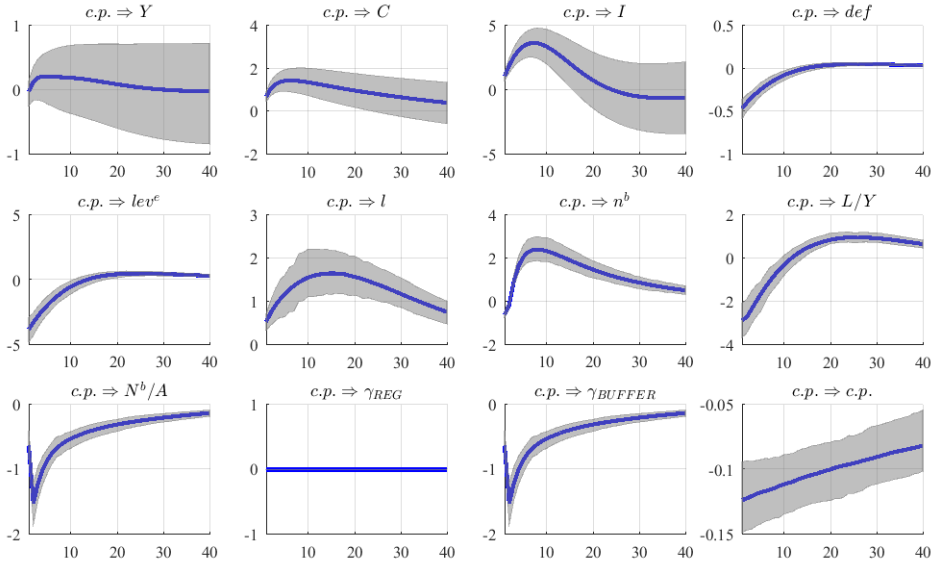 c.p. ⇒ Y
1
0
-1
10 20 30 40
c.p. ⇒ C
4
2
0
-2
10 20 30 40
c.p. ⇒ I
5
0
-5
10 20 30 40
c.p. ⇒ def
0.5
0
-0.5
-1
10 20 30 40
c.p. ⇒ lev^e
5
0
-5
10 20 30 40
c.p. ⇒ l
3
2
1
0
10 20 30 40
c.p. ⇒ n^b
4
2
0
-2
10 20 30 40
c.p. ⇒ L/Y
2
0
-2
-4
10 20 30 40
c.p. ⇒ N^b/A
0
-1
-2
10 20 30 40
c.p. ⇒ γ_REG
1
0
-1
10 20 30 40
c.p. ⇒ γ_BUFFER
0
-1
-2
10 20 30 40
c.p. ⇒ c.p.
-0.05
-0.1
-0.15
10 20 30 40